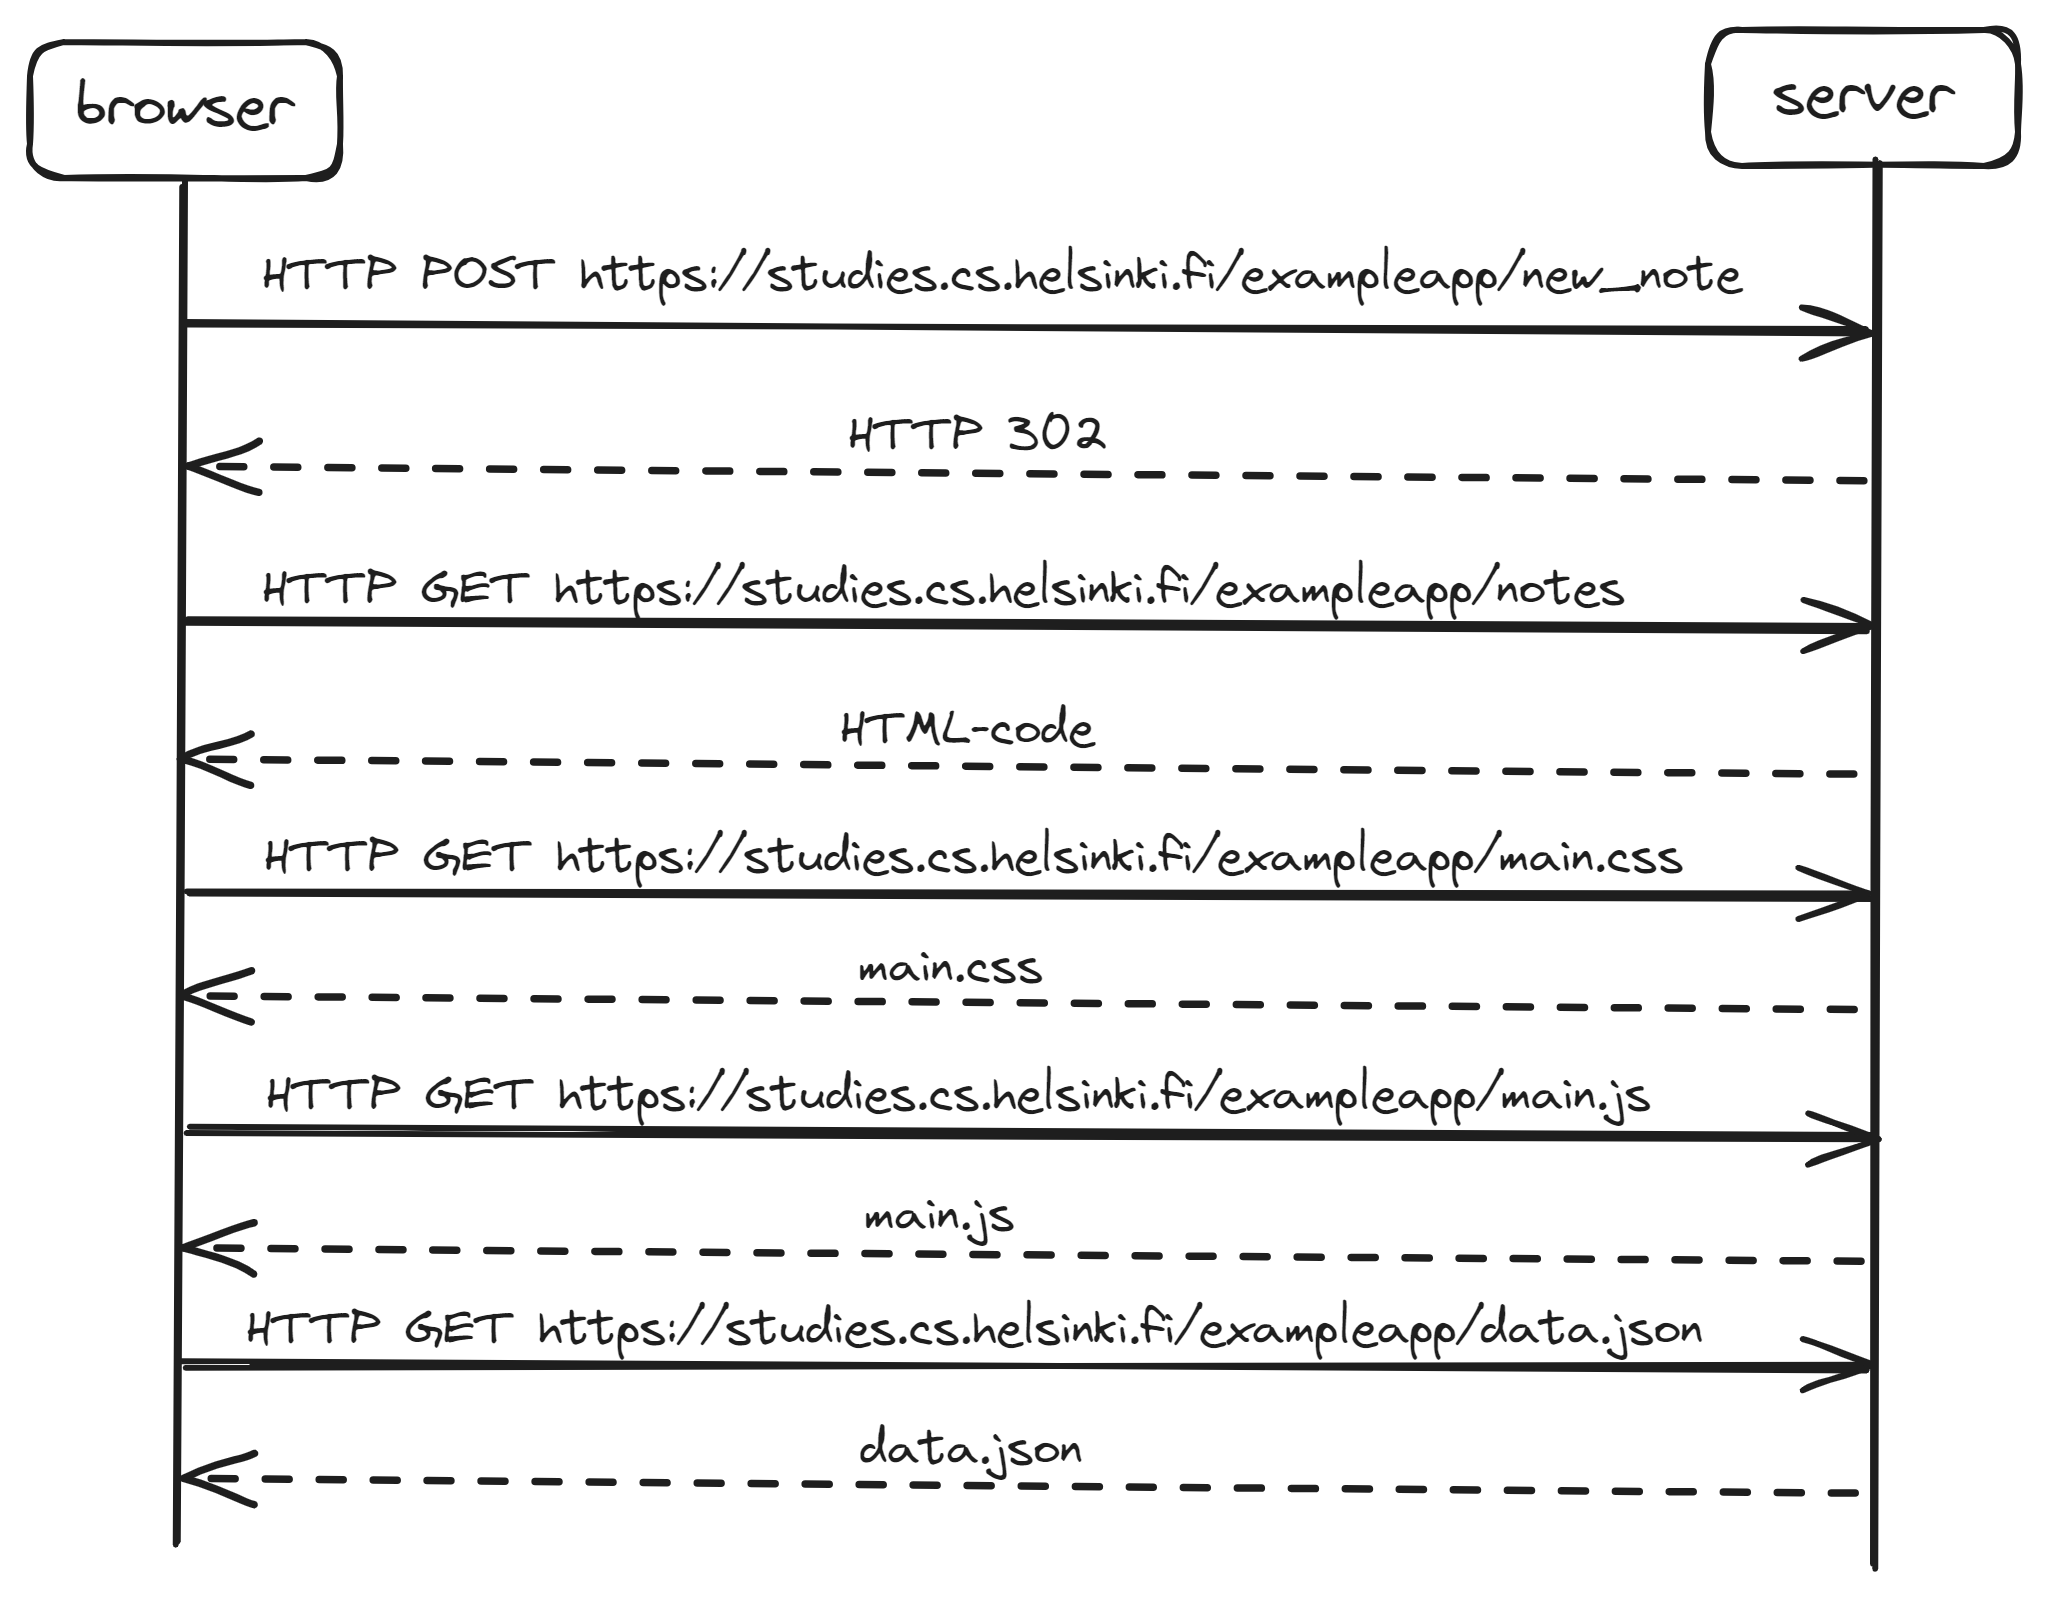 browser
server
HTTP POST https://studies.cs.helsinki.fi/exampleapp/new_note
HTTP 302
HTTP GET https://studies.cs.helsinki.fi/exampleapp/notes
HTML-code
HTTP GET https://studies.cs.helsinki.fi/exampleapp/main.css
main.css
HTTP GET https://studies.cs.helsinki.fi/exampleapp/main.js
main.js
HTTP GET https://studies.cs.helsinki.fi/exampleapp/data.json
data.json